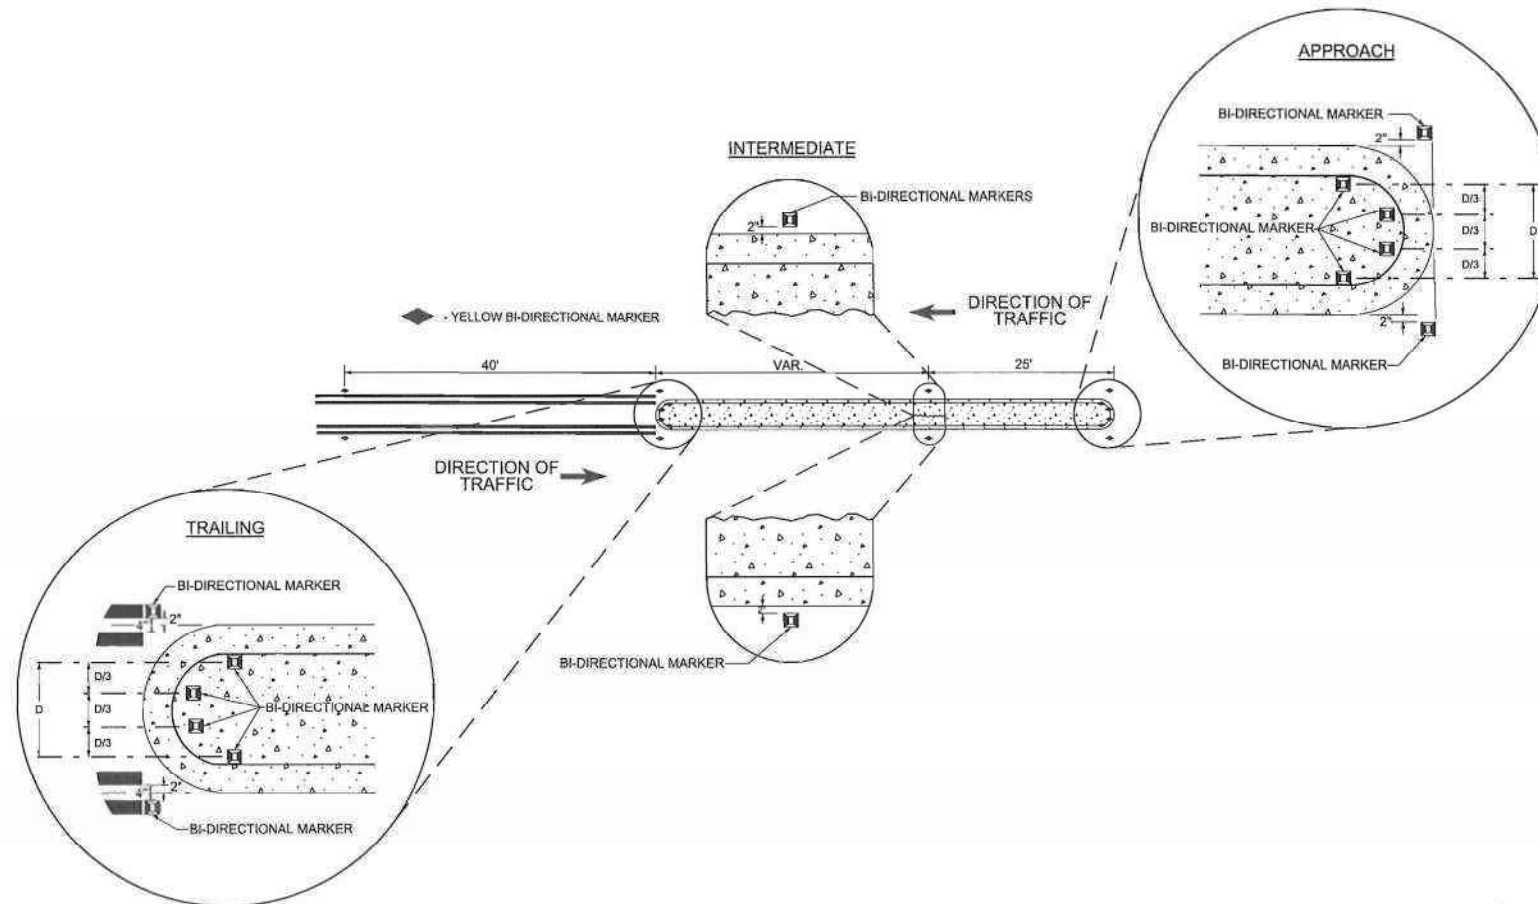 APPROACH
BI-DIRECTIONAL MARKER
2"
INTERMEDIATE
BI-DIRECTIONAL MARKERS
2"
D/3
D/3
D/3
D
BI-DIRECTIONAL MARKER
2"
BI-DIRECTIONAL MARKER
DIRECTION OF
TRAFFIC
- YELLOW BI-DIRECTIONAL MARKER
40'
VAR.
25'
DIRECTION OF
TRAFFIC
TRAILING
BI-DIRECTIONAL MARKER
2"
4"
D/3
D/3
D/3
D
BI-DIRECTIONAL MARKER
2"
4"
BI-DIRECTIONAL MARKER
2"
BI-DIRECTIONAL MARKER